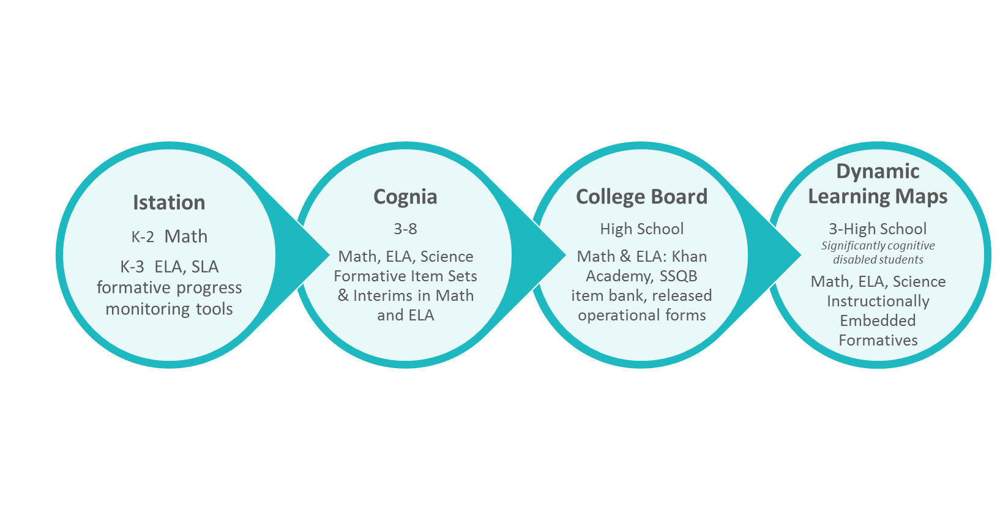 Istation
K-2  Math
K-3  ELA, SLA
formative progress
monitoring tools
Cognia
3-8
Math, ELA, Science
Formative Item Sets
& Interims in Math
and ELA
College Board
High School
Math & ELA: Khan
Academy, SSQB
item bank, released
operational forms
Dynamic
Learning Maps
3-High School
Significantly cognitive
disabled students
Math, ELA, Science
Instructionally
Embedded
Formatives